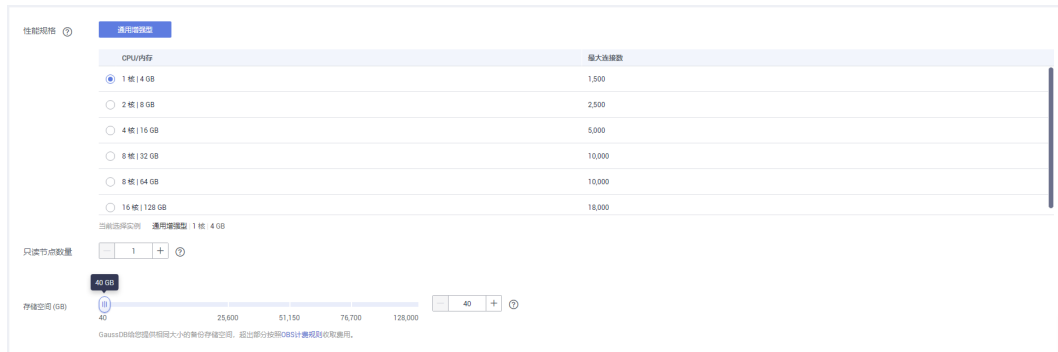 性能规格 ?
通用增强型
CPU/内存 最大连接数
1 核 | 4 GB 1,500
2 核 | 8 GB 2,500
4 核 | 16 GB 5,000
8 核 | 32 GB 10,000
8 核 | 64 GB 10,000
16 核 | 128 GB 18,000
当前选择实例 通用增强型 | 1 核 | 4 GB
只读节点数量 − 1 + ?
40 GB
存储空间 (GB) − 40 + ?
40 25,600 51,150 76,700 128,000
GaussDB给您提供相同大小的备份存储空间，超出部分按照OBS计费规则收取费用。